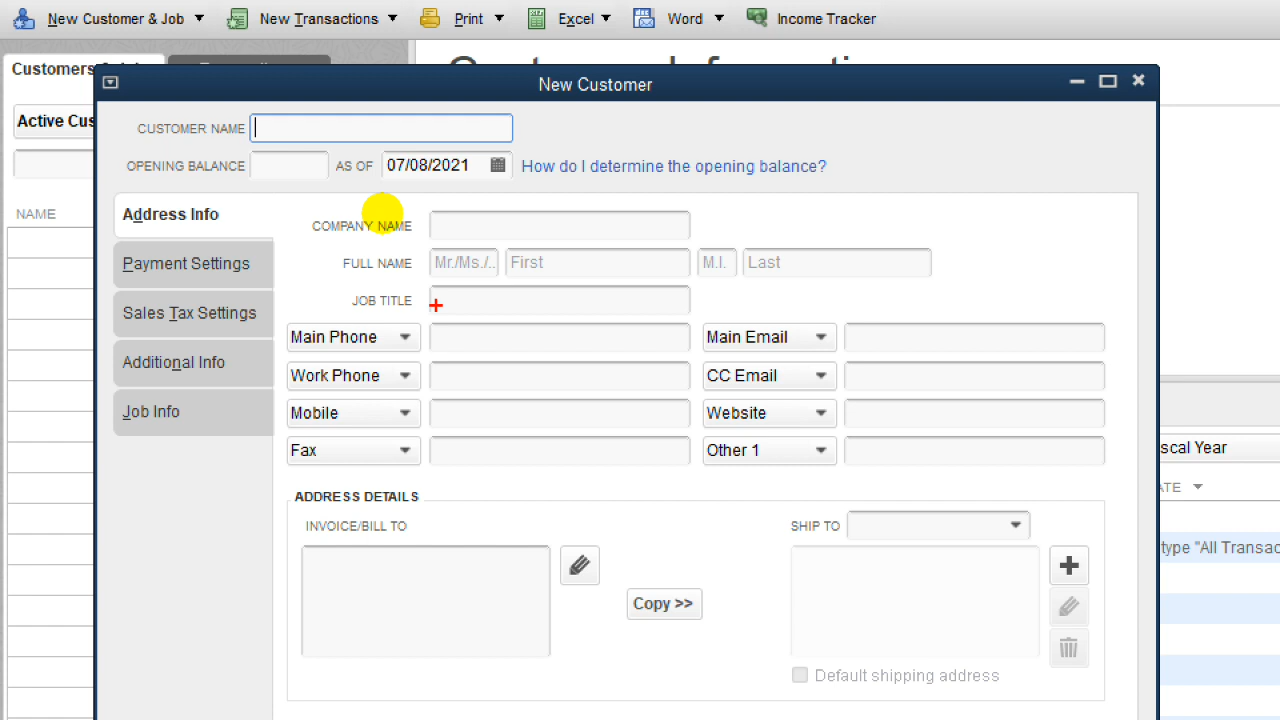 New Customer & Job New Transactions Print Excel Word Income Tracker
Customers
New Customer
Active Cus
CUSTOMER NAME
OPENING BALANCE AS OF 07/08/2021 How do I determine the opening balance?
NAME
Address Info
Payment Settings
Sales Tax Settings
Additional Info
Job Info
COMPANY NAME
FULL NAME Mr./Ms./.. First M.I. Last
JOB TITLE
Main Phone Main Email
Work Phone CC Email
Mobile Website
Fax Other 1
ADDRESS DETAILS
INVOICE/BILL TO SHIP TO
Copy >>
Default shipping address
scal Year
ATE
type "All Transac